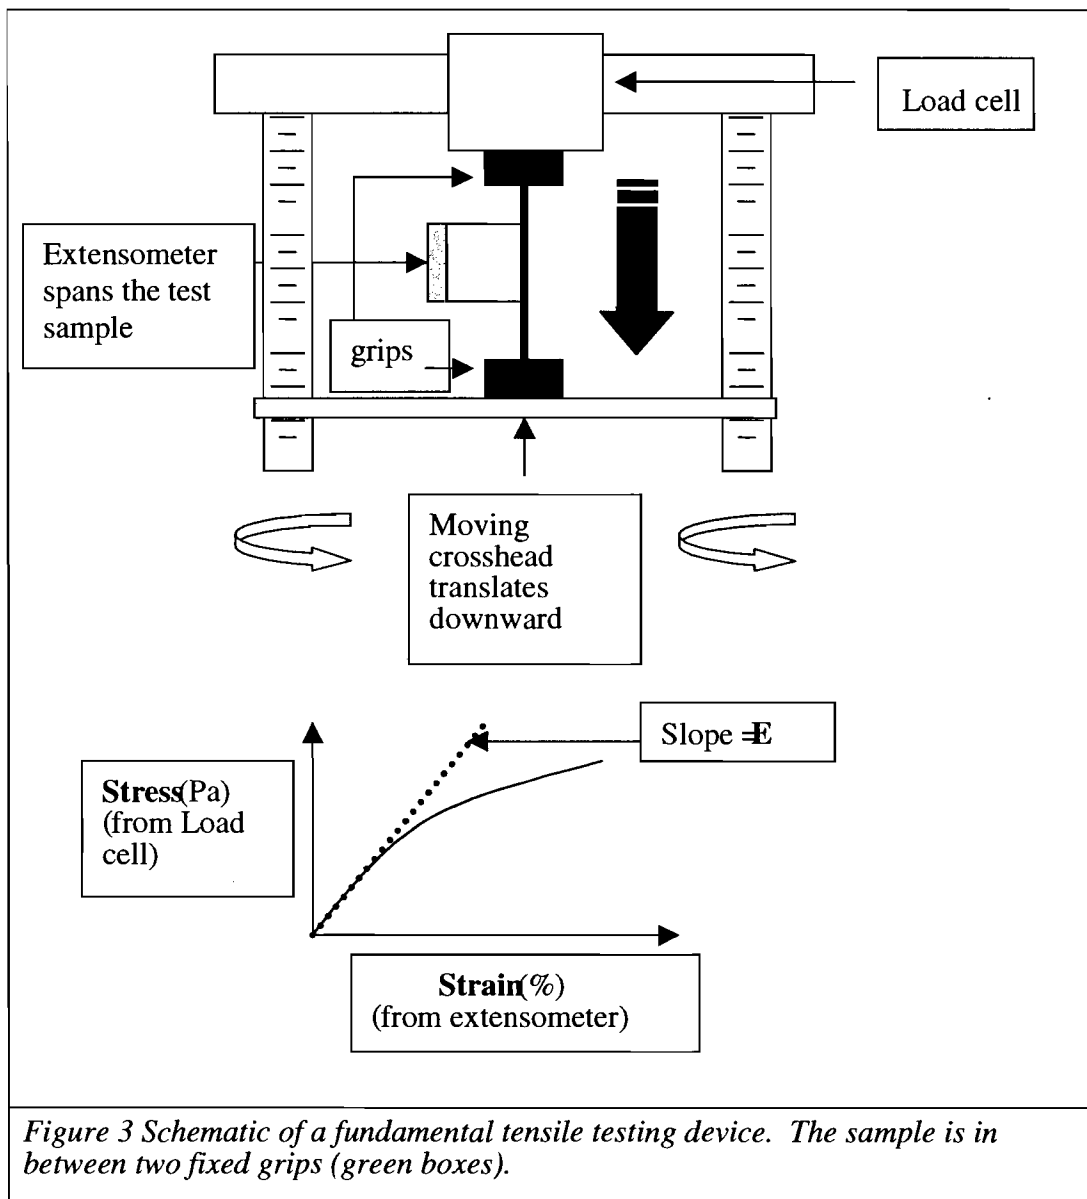 Load cell
Extensometer
spans the test
sample
grips
Moving
crosshead
translates
downward
Slope =E
Stress(Pa)
(from Load
cell)
Strain(%)
(from extensometer)
Figure 3 Schematic of a fundamental tensile testing device. The sample is in
between two fixed grips (green boxes).